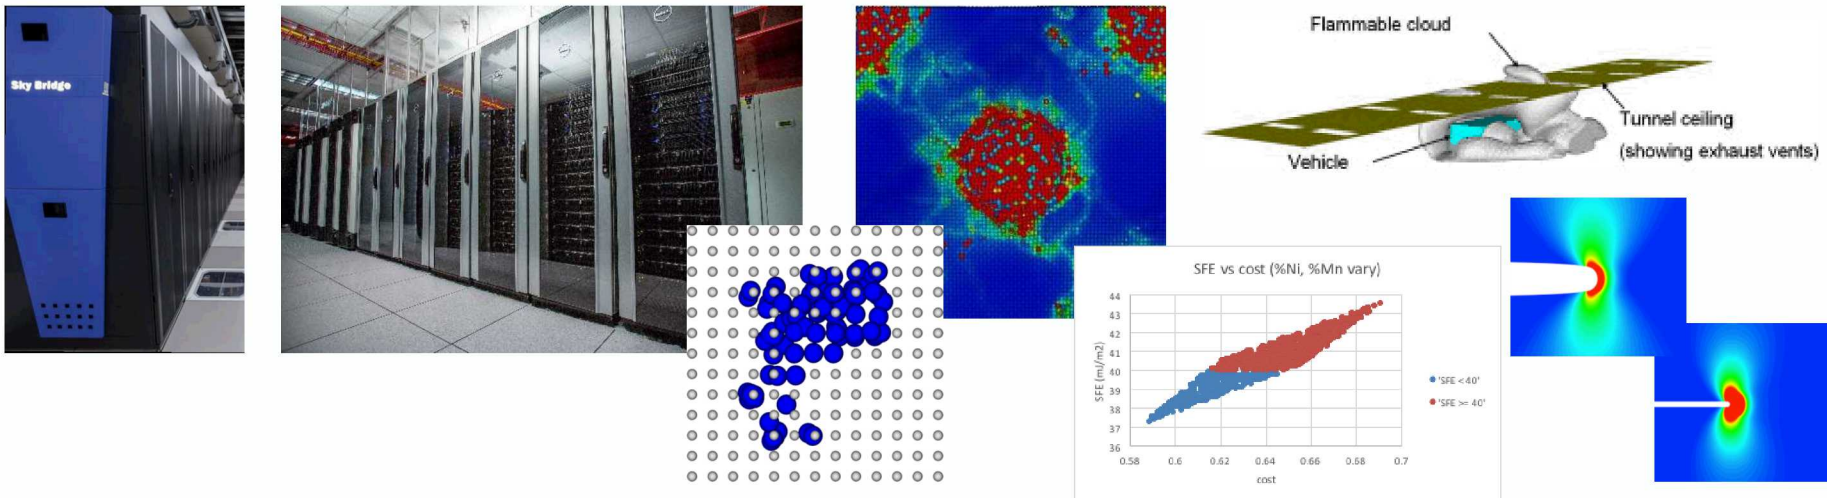 Sky Bridge
Flammable cloud
Tunnel ceiling
(showing exhaust vents)
Vehicle
SFE vs cost (%Ni, %Mn vary)
44
43
42
41
40
39
38
37
36
SFE (mJ/m2)
0.58
0.6
0.62
0.64
0.66
0.68
0.7
cost
'SFE < 40'
'SFE >= 40'